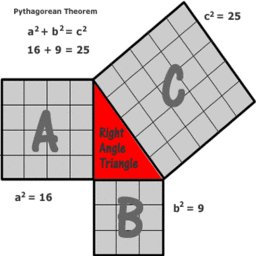 Pythagorean Theorem
a² + b² = c²
16 + 9 = 25
c² = 25
C
A
Right
Angle
Triangle
a² = 16
B
b² = 9